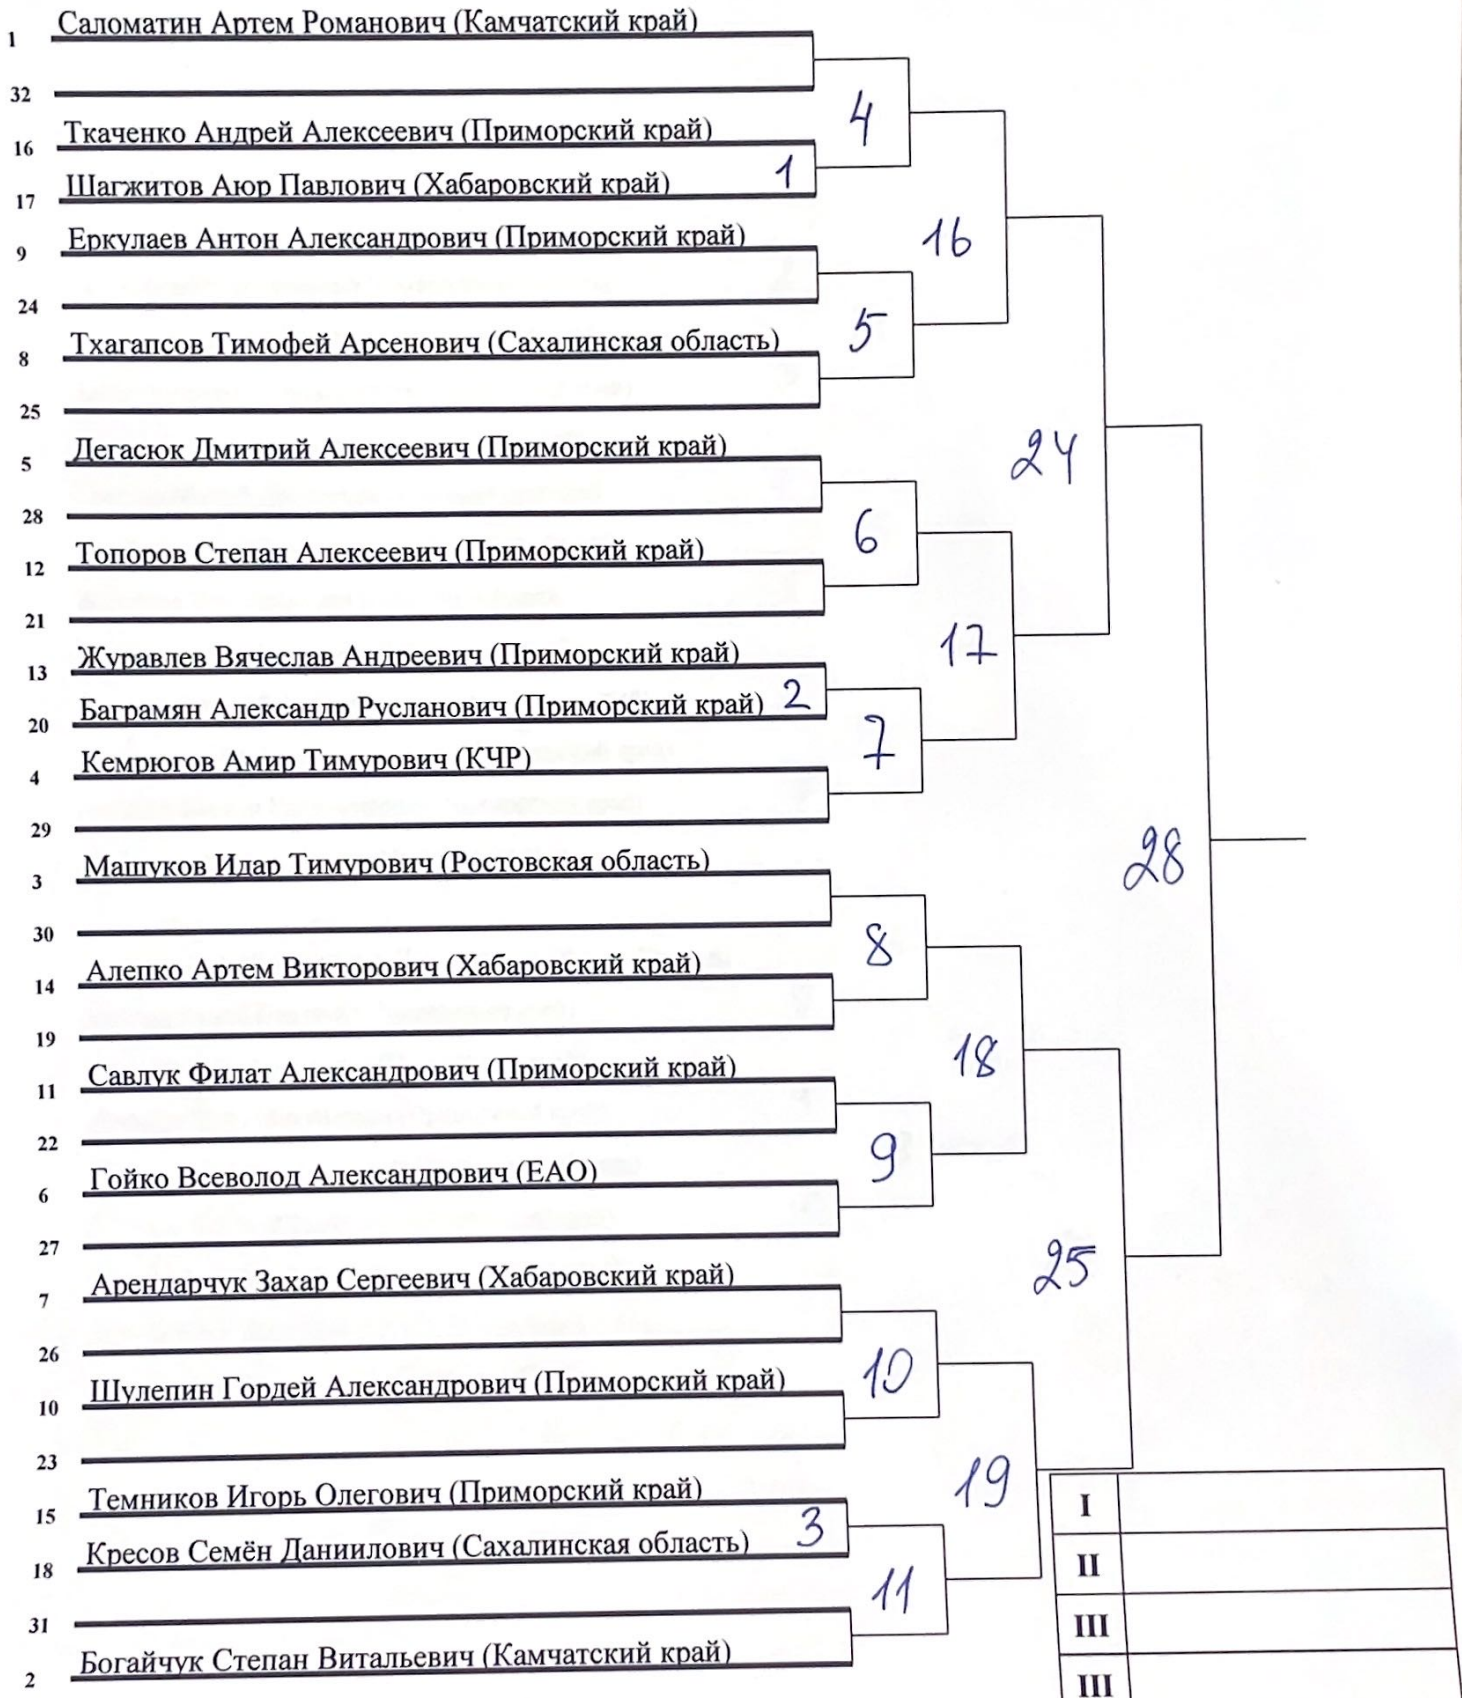 1 Саломатин Артем Романович (Камчатский край)
32
4
16 Ткаченко Андрей Алексеевич (Приморский край)
17 Шагжитов Аюр Павлович (Хабаровский край) 1
9 Еркулаев Антон Александрович (Приморский край)
16
24
5
8 Тхагапсов Тимофей Арсенович (Сахалинская область)
25
5 Дегасюк Дмитрий Алексеевич (Приморский край)
24
28
6
12 Топоров Степан Алексеевич (Приморский край)
21
13 Журавлев Вячеслав Андреевич (Приморский край)
17
20 Баграмян Александр Русланович (Приморский край) 2
7
4 Кемрюгов Амир Тимурович (КЧР)
29
28
3 Машуков Идар Тимурович (Ростовская область)
30
8
14 Алепко Артем Викторович (Хабаровский край)
19
18
11 Савлук Филат Александрович (Приморский край)
22
9
6 Гойко Всеволод Александрович (ЕАО)
27
25
7 Арендарчук Захар Сергеевич (Хабаровский край)
26
10
10 Шулепин Гордей Александрович (Приморский край)
23
19
15 Темников Игорь Олегович (Приморский край)
18 Кресов Семён Даниилович (Сахалинская область) 3
11
31
2 Богайчук Степан Витальевич (Камчатский край)
I
II
III
III